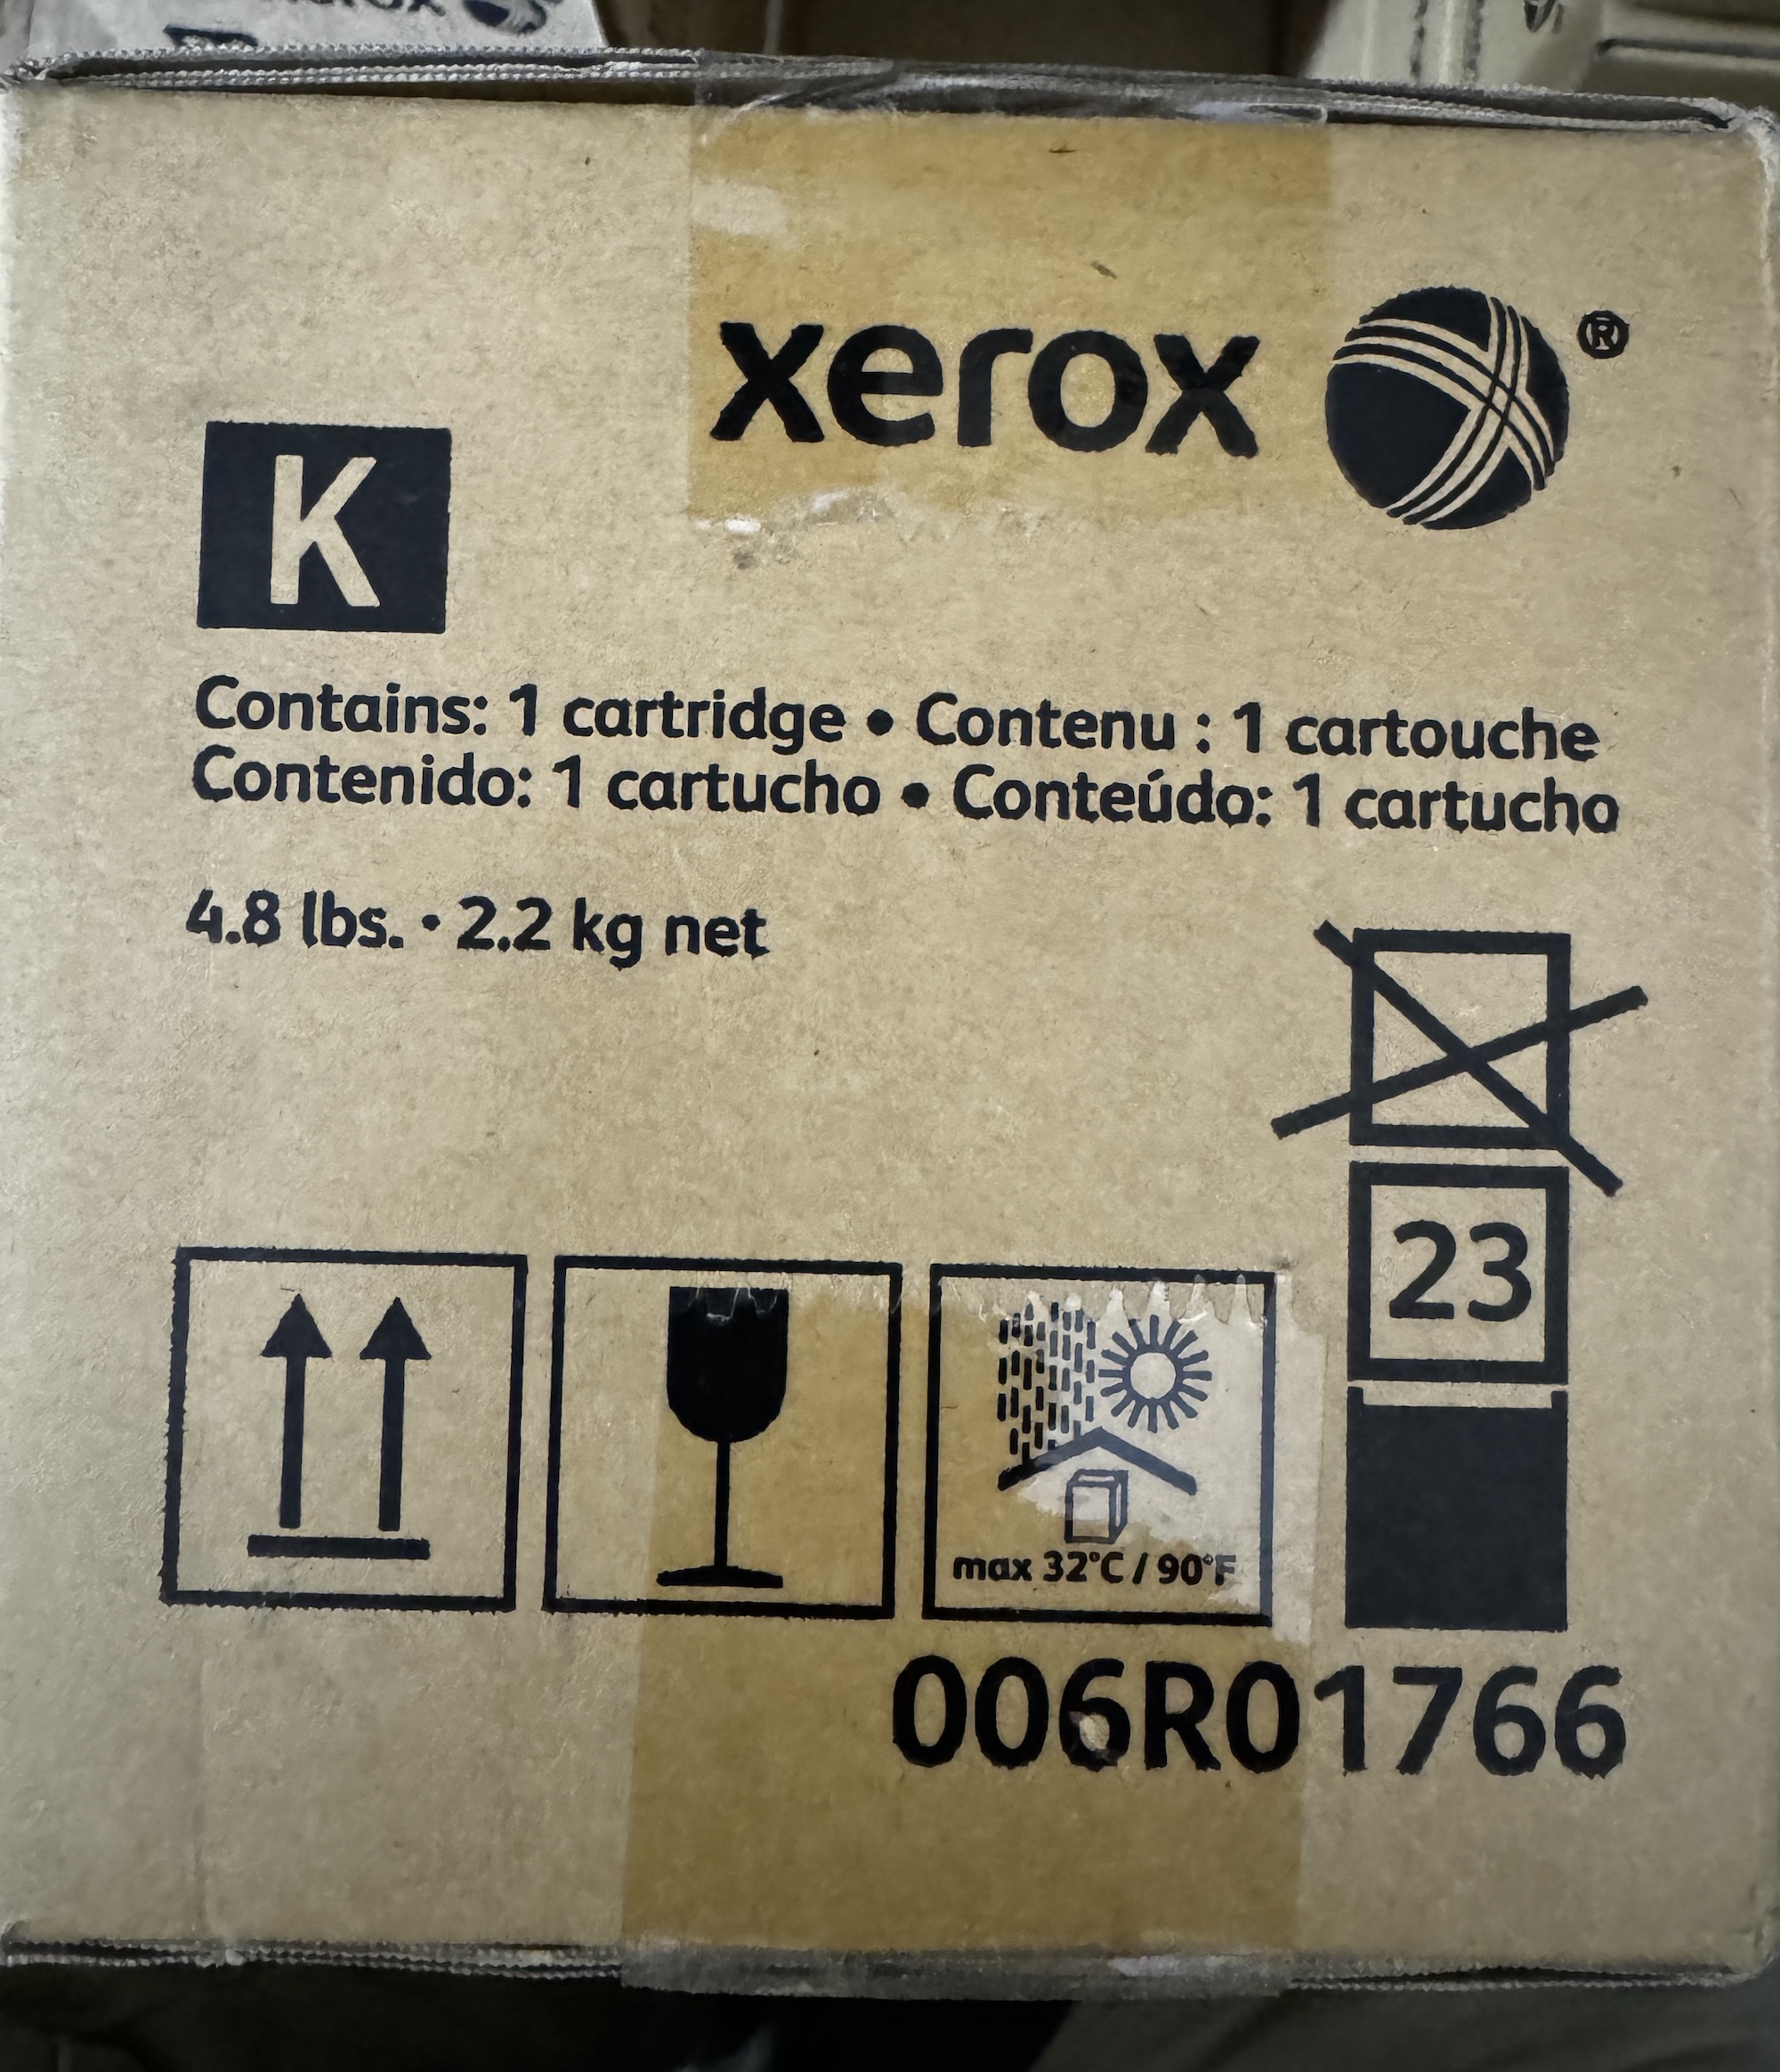 xerox
xerox ®
K
Contains: 1 cartridge • Contenu : 1 cartouche
Contenido: 1 cartucho • Conteúdo: 1 cartucho
4.8 lbs. • 2.2 kg net
23
max 32°C / 90°F
006R01766